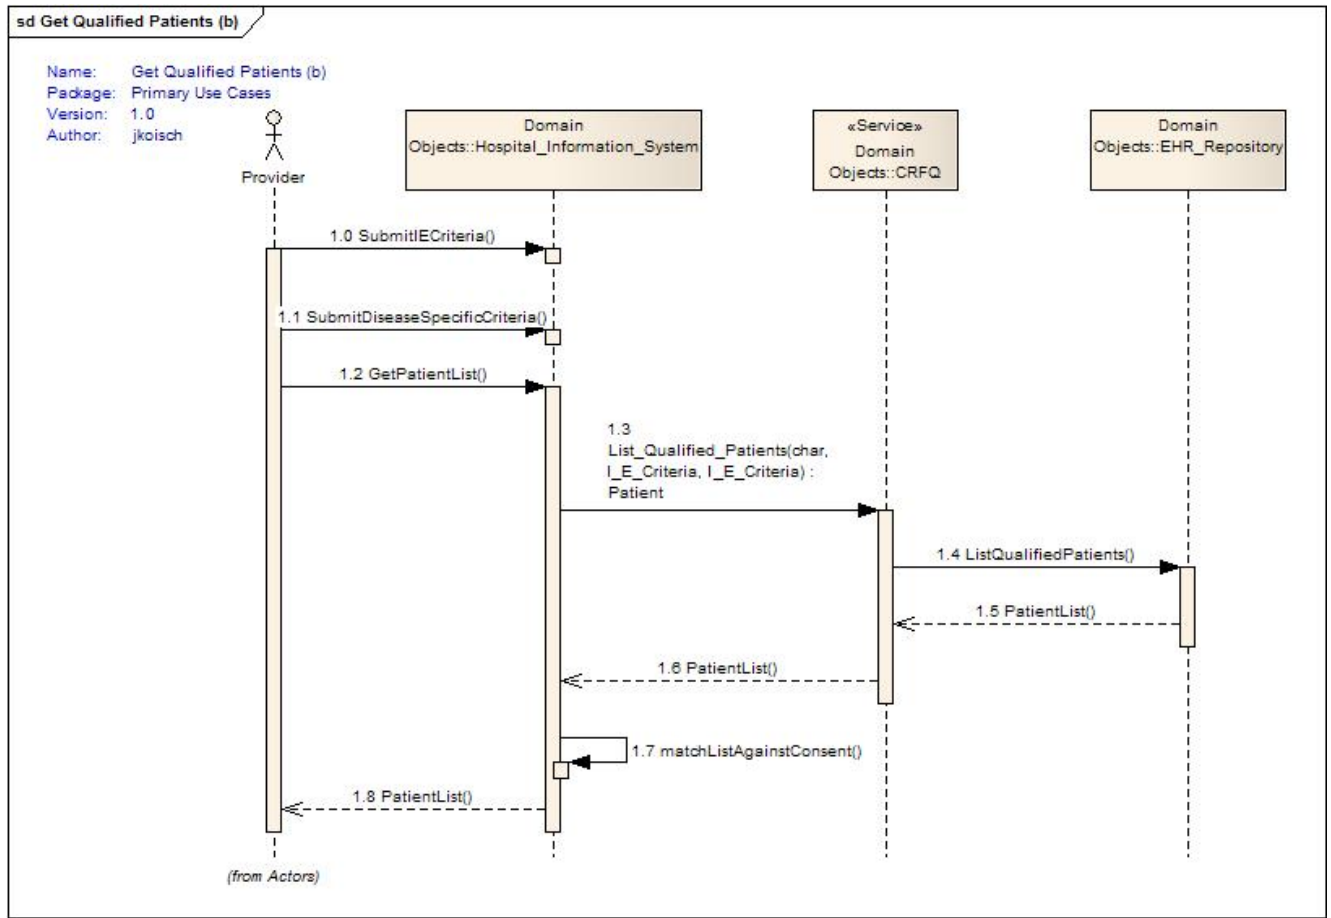 sd Get Qualified Patients (b)
Name: Get Qualified Patients (b)
Package: Primary Use Cases
Version: 1.0
Author: jkoisch
Provider
Domain
Objects::Hospital_Information_System
«Service»
Domain
Objects::CRFQ
Domain
Objects::EHR_Repository
1.0 SubmitIECriteria()
1.1 SubmitDiseaseSpecificCriteria()
1.2 GetPatientList()
1.3
List_Qualified_Patients(char,
I_E_Criteria, I_E_Criteria) :
Patient
1.4 ListQualifiedPatients()
1.5 PatientList()
1.6 PatientList()
1.7 matchListAgainstConsent()
1.8 PatientList()
(from Actors)